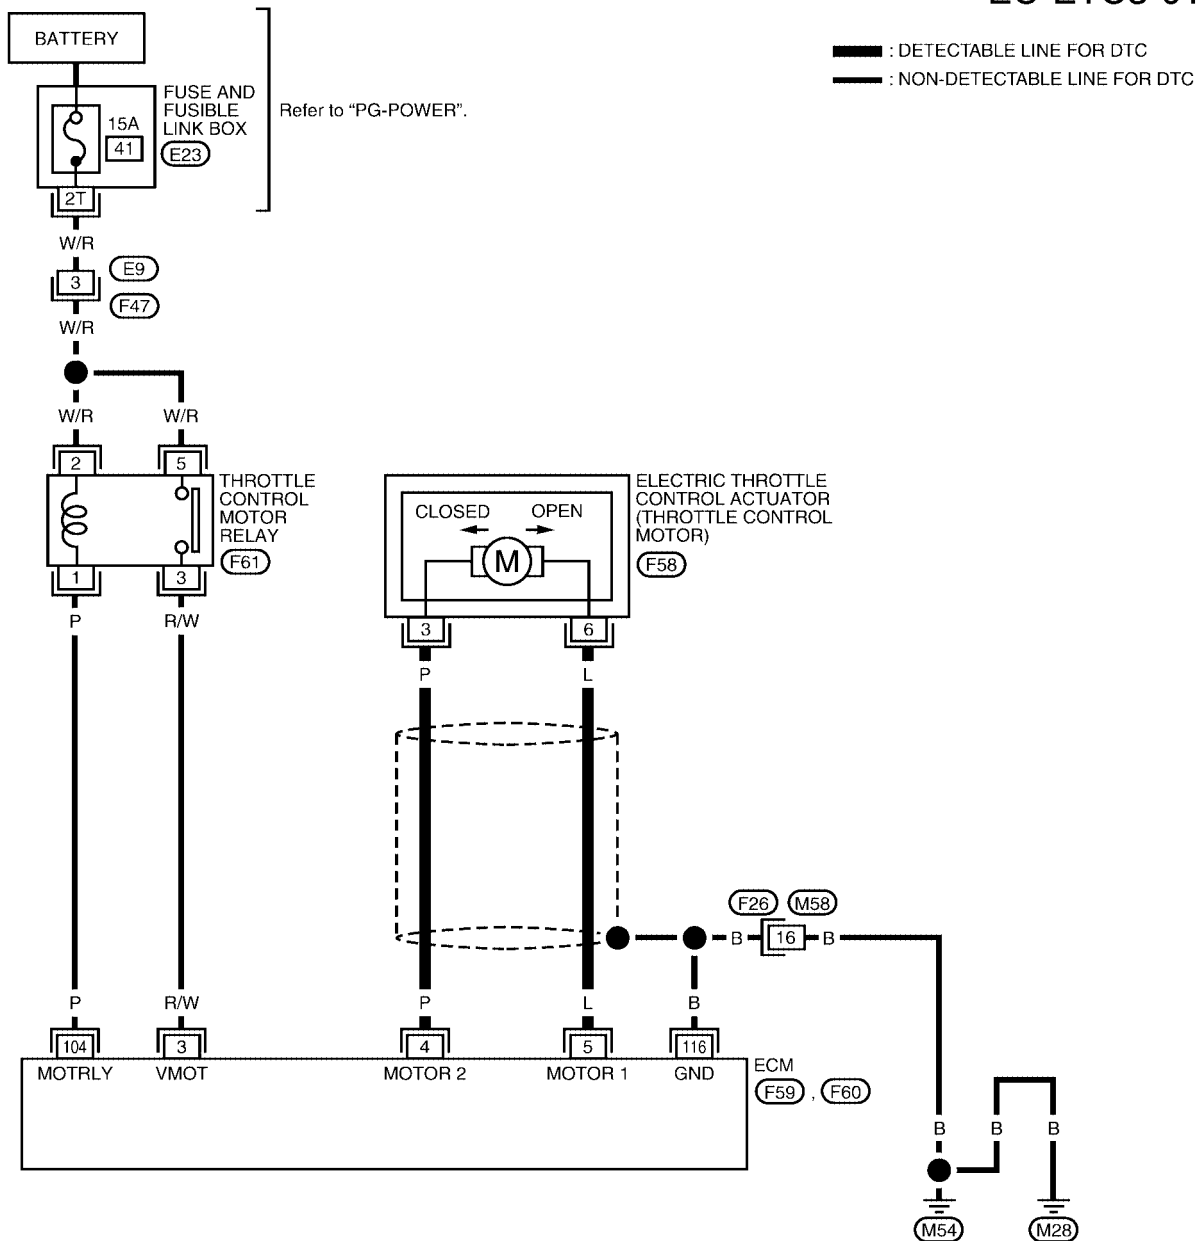 BATTERY
: DETECTABLE LINE FOR DTC
: NON-DETECTABLE LINE FOR DTC
FUSE AND
FUSIBLE
LINK BOX
E23
15A
41
Refer to “PG-POWER”.
2T
W/R
3
E9
F47
W/R
W/R
W/R
2
5
THROTTLE
CONTROL
MOTOR
RELAY
F61
1
3
P
R/W
CLOSED
OPEN
M
ELECTRIC THROTTLE
CONTROL ACTUATOR
(THROTTLE CONTROL
MOTOR)
F58
3
6
P
L
F26
M58
B
16
B
P
R/W
P
L
B
104
3
4
5
116
MOTRLY
VMOT
MOTOR 2
MOTOR 1
GND
ECM
F59 , F60
B
B
B
M54
M28